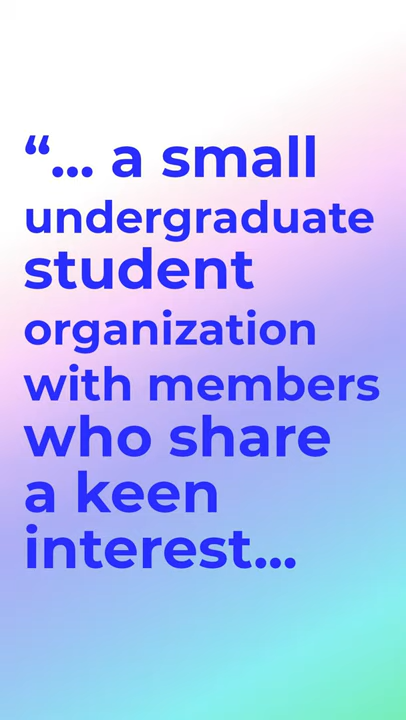 “... a small
undergraduate
student
organization
with members
who share
a keen
interest...